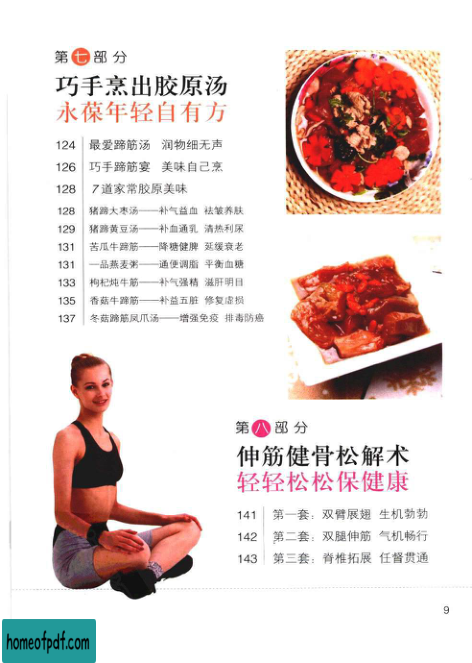 第七部分
巧手烹出胶原汤
永葆年轻自有方
124 最爱蹄筋汤 润物细无声
126 巧手蹄筋宴 美味自己烹
128 7道家常胶原美味
128 猪蹄大枣汤——补气益血 祛皱养肤
129 猪蹄黄豆汤——补血通乳 清热利尿
131 苦瓜牛蹄筋——降糖健脾 延缓衰老
131 一品燕麦粥——通便调脂 平衡血糖
133 枸杞炖牛筋——补气强精 滋肝明目
135 香菇牛蹄筋——补益五脏 修复虚损
137 冬菇蹄筋凤爪汤——增强免疫 排毒防癌
第八部分
伸筋健骨松解术
轻轻松松保健康
141 第一套：双臂展翅 生机勃勃
142 第二套：双腿伸筋 气机畅行
143 第三套：脊椎拓展 任督贯通
9
homeofpdf.com